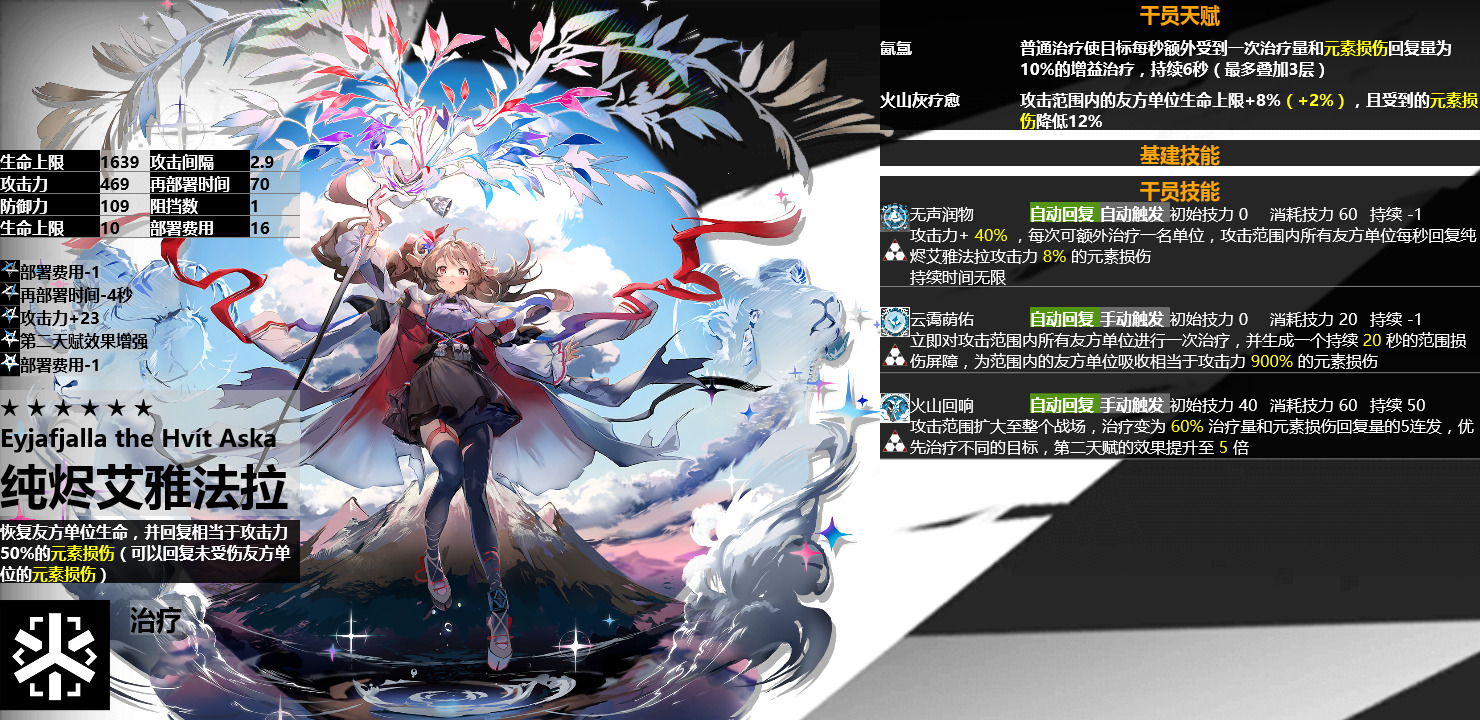 生命上限 1639 攻击间隔 2.9
攻击力 469 再部署时间 70
防御力 109 阻挡数 1
生命上限 10 部署费用 16
部署费用-1
再部署时间-4秒
攻击力+23
第二天赋效果增强
部署费用-1
★ ★ ★ ★ ★ ★
Eyjafjalla the Hvít Aska
纯烬艾雅法拉
恢复友方单位生命，并回复相当于攻击力
50%的元素损伤（可以回复未受伤友方单
位的元素损伤）
治疗
干员天赋
氤氲 普通治疗使目标每秒额外受到一次治疗量和元素损伤回复量为
10%的增益治疗，持续6秒（最多叠加3层）
火山灰疗愈 攻击范围内的友方单位生命上限+8%（+2%），且受到的元素损
伤降低12%
基建技能
干员技能
无声润物 自动回复 自动触发 初始技力 0 消耗技力 60 持续 -1
攻击力+ 40% ，每次可额外治疗一名单位，攻击范围内所有友方单位每秒回复纯
烬艾雅法拉攻击力 8% 的元素损伤
持续时间无限
云霭荫佑 自动回复 手动触发 初始技力 0 消耗技力 20 持续 -1
立即对攻击范围内所有友方单位进行一次治疗，并生成一个持续 20 秒的范围损
伤屏障，为范围内的友方单位吸收相当于攻击力 900% 的元素损伤
火山回响 自动回复 手动触发 初始技力 40 消耗技力 60 持续 50
攻击范围扩大至整个战场，治疗变为 60% 治疗量和元素损伤回复量的5连发，优
先治疗不同的目标，第二天赋的效果提升至 5 倍